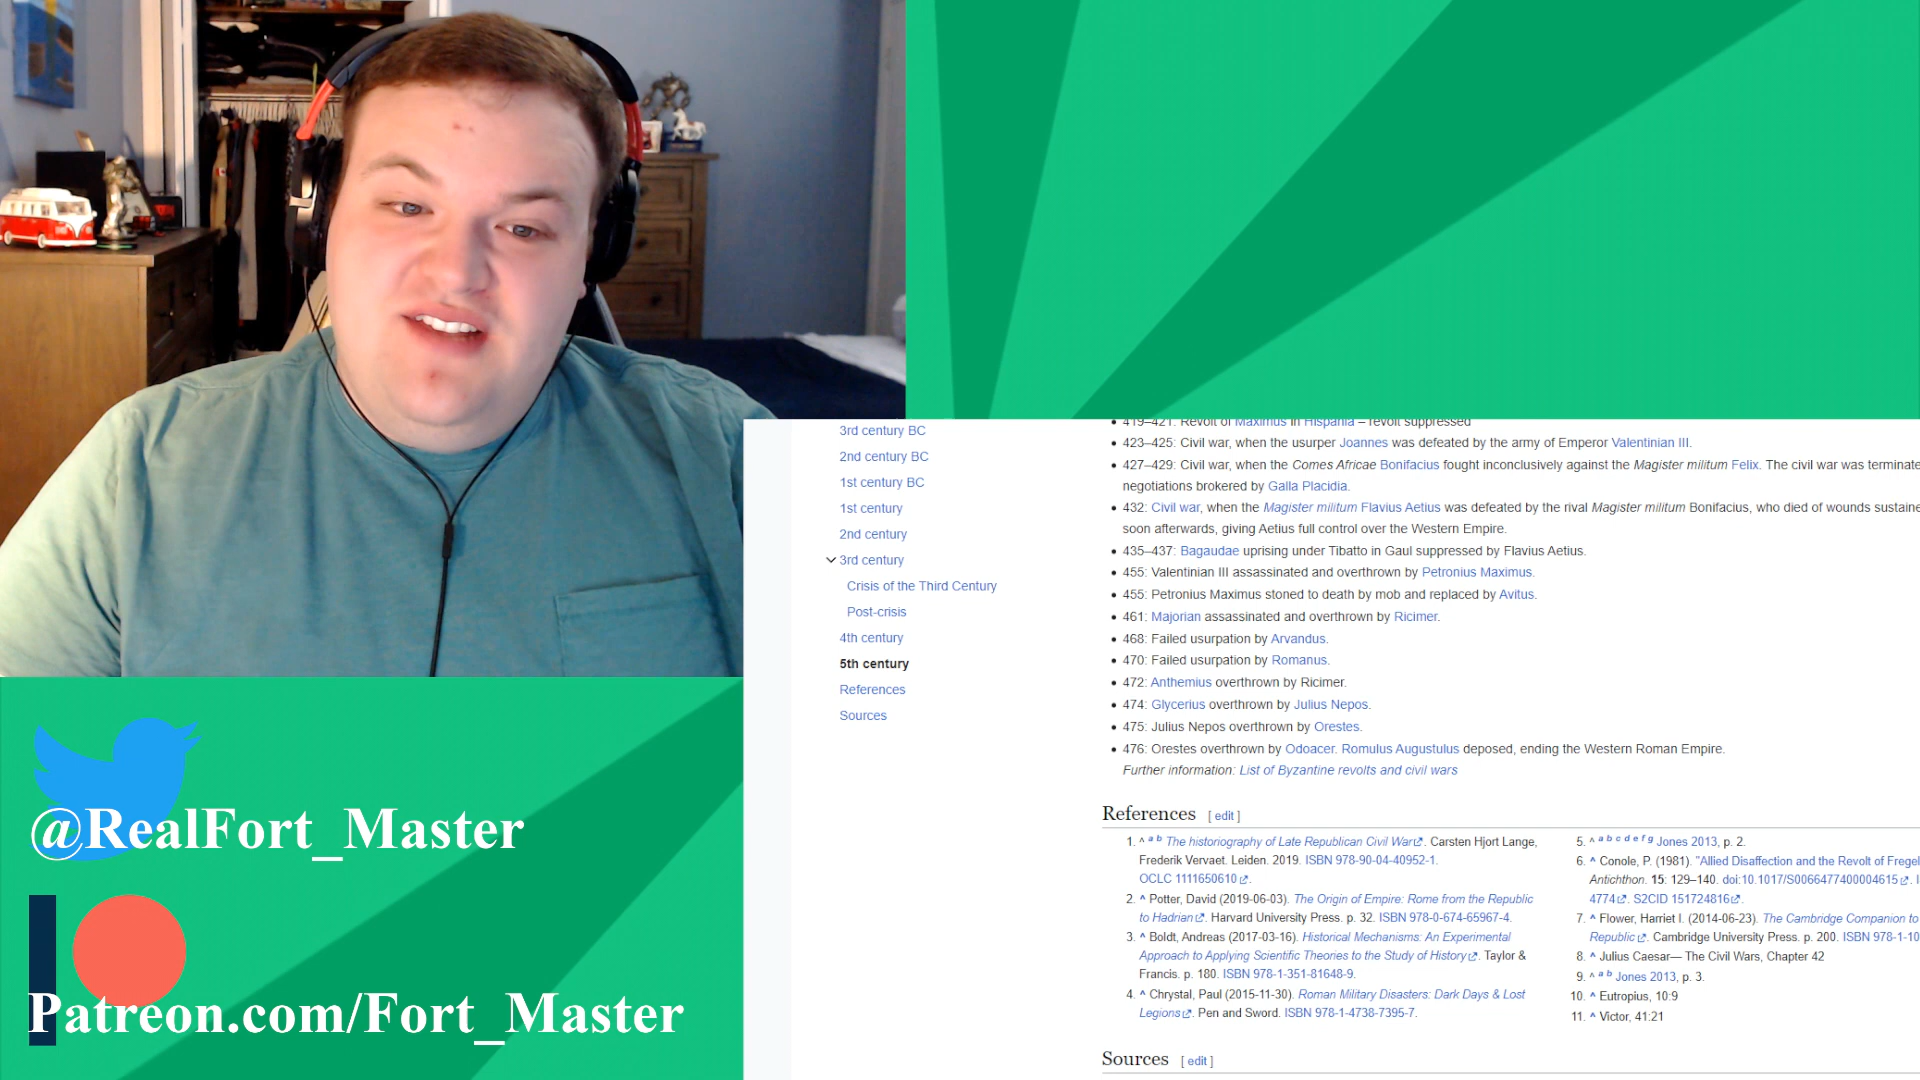 3rd century BC
2nd century BC
1st century BC
1st century
2nd century
3rd century
Crisis of the Third Century
Post-crisis
4th century
5th century
References
Sources
• 419–421: Revolt of Maximus in Hispania – revolt suppressed
• 423–425: Civil war, when the usurper Joannes was defeated by the army of Emperor Valentinian III.
• 427–429: Civil war, when the Comes Africae Bonifacius fought inconclusively against the Magister militum Felix. The civil war was terminate
negotiations brokered by Galla Placidia.
• 432: Civil war, when the Magister militum Flavius Aetius was defeated by the rival Magister militum Bonifacius, who died of wounds sustaine
soon afterwards, giving Aetius full control over the Western Empire.
• 435–437: Bagaudae uprising under Tibatto in Gaul suppressed by Flavius Aetius.
• 455: Valentinian III assassinated and overthrown by Petronius Maximus.
• 455: Petronius Maximus stoned to death by mob and replaced by Avitus.
• 461: Majorian assassinated and overthrown by Ricimer.
• 468: Failed usurpation by Arvandus.
• 470: Failed usurpation by Romanus.
• 472: Anthemius overthrown by Ricimer.
• 474: Glycerius overthrown by Julius Nepos.
• 475: Julius Nepos overthrown by Orestes.
• 476: Orestes overthrown by Odoacer. Romulus Augustulus deposed, ending the Western Roman Empire.
Further information: List of Byzantine revolts and civil wars
References [ edit ]
1. ^ a b The historiography of Late Republican Civil War. Carsten Hjort Lange,
Frederik Vervaet. Leiden. 2019. ISBN 978-90-04-40952-1.
OCLC 1111650610.
2. ^ Potter, David (2019-06-03). The Origin of Empire: Rome from the Republic
to Hadrian. Harvard University Press. p. 32. ISBN 978-0-674-65967-4.
3. ^ Boldt, Andreas (2017-03-16). Historical Mechanisms: An Experimental
Approach to Applying Scientific Theories to the Study of History. Taylor &
Francis. p. 180. ISBN 978-1-351-81648-9.
4. ^ Chrystal, Paul (2015-11-30). Roman Military Disasters: Dark Days & Lost
Legions. Pen and Sword. ISBN 978-1-4738-7395-7.
5. ^ a b c d e f g Jones 2013, p. 2.
6. ^ Conole, P. (1981). "Allied Disaffection and the Revolt of Fregel
Antichthon. 15: 129–140. doi:10.1017/S0066477400004615. I
4774. S2CID 151724816.
7. ^ Flower, Harriet I. (2014-06-23). The Cambridge Companion to
Republic. Cambridge University Press. p. 200. ISBN 978-1-10
8. ^ Julius Caesar— The Civil Wars, Chapter 42
9. ^ a b Jones 2013, p. 3.
10. ^ Eutropius, 10:9
11. ^ Victor, 41:21
Sources [ edit ]
@RealFort_Master
Patreon.com/Fort_Master